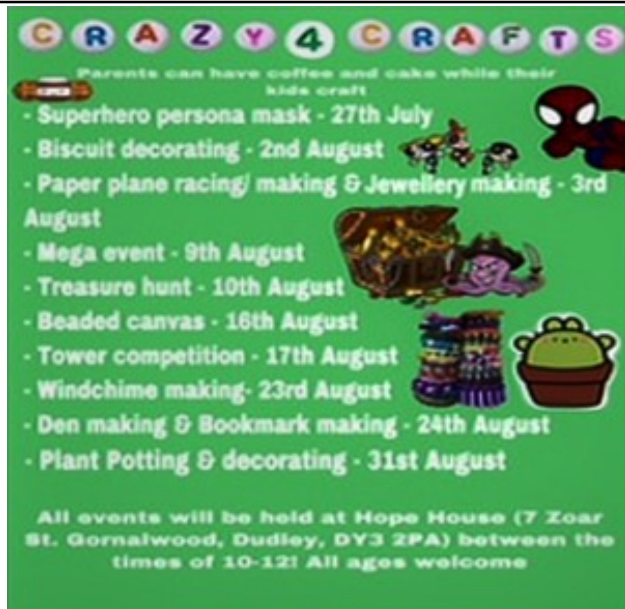 CRAZY 4 CRAFTS
Parents can have coffee and cake while their
kids craft
- Superhero persona mask - 27th July
- Biscuit decorating - 2nd August
- Paper plane racing/ making & Jewellery making - 3rd
August
- Mega event - 9th August
- Treasure hunt - 10th August
- Beaded canvas - 16th August
- Tower competition - 17th August
- Windchime making- 23rd August
- Den making & Bookmark making - 24th August
- Plant Potting & decorating - 31st August
All events will be held at Hope House (7 Zoar
St. Gornalwood, Dudley, DY3 2PA) between the
times of 10-12! All ages welcome